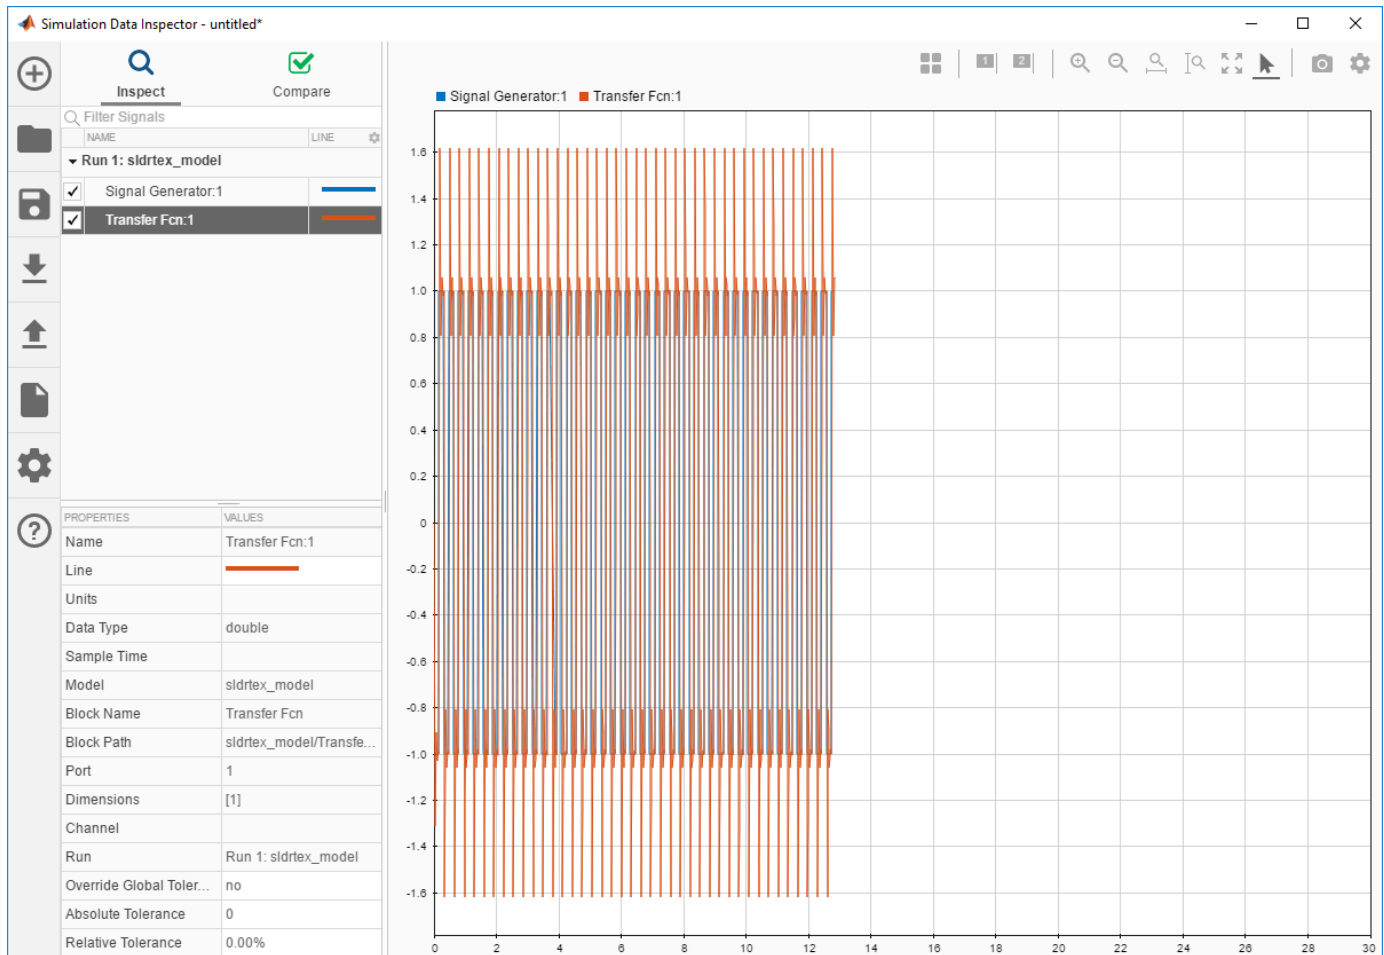 Simulation Data Inspector - untitled*
Inspect
Compare
Filter Signals
NAME LINE
Run 1: sldrtex_model
Signal Generator:1
Transfer Fcn:1
PROPERTIES VALUES
Name Transfer Fcn:1
Line
Units
Data Type double
Sample Time
Model sldrtex_model
Block Name Transfer Fcn
Block Path sldrtex_model/Transfe...
Port 1
Dimensions [1]
Channel
Run Run 1: sldrtex_model
Override Global Toler... no
Absolute Tolerance 0
Relative Tolerance 0.00%
1 2
Signal Generator:1 Transfer Fcn:1
1.6
1.4
1.2
1.0
0.8
0.6
0.4
0.2
0
-0.2
-0.4
-0.6
-0.8
-1.0
-1.2
-1.4
-1.6
0 2 4 6 8 10 12 14 16 18 20 22 24 26 28 30